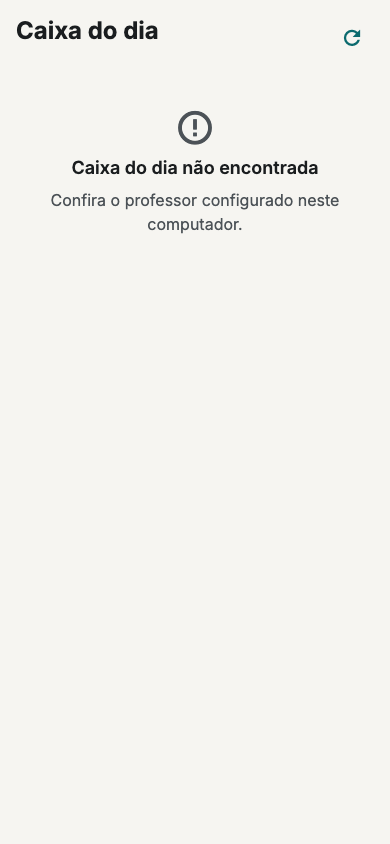 Caixa do dia
Caixa do dia não encontrada
Confira o professor configurado neste
computador.